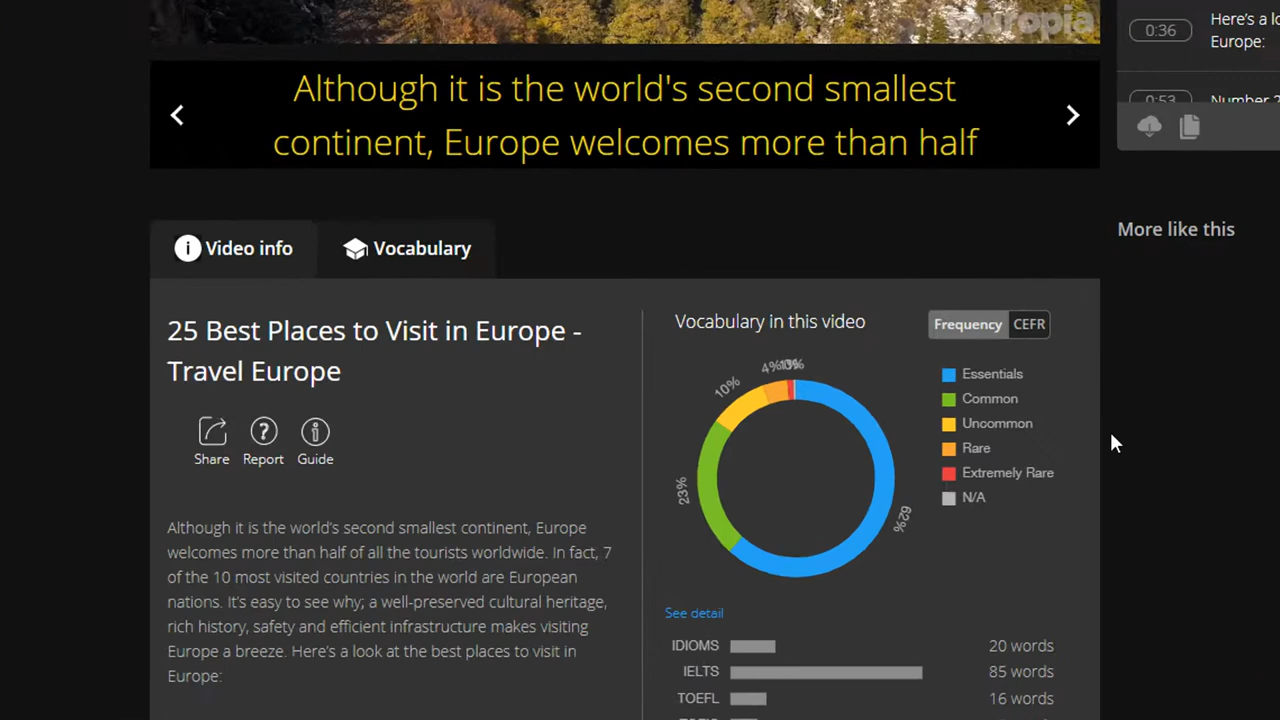 touropia
0:36
Here's a lo
Europe:
Although it is the world's second smallest
continent, Europe welcomes more than half
0:53
Number 2
Video info
Vocabulary
More like this
25 Best Places to Visit in Europe -
Travel Europe
Share
Report
Guide
Although it is the world's second smallest continent, Europe
welcomes more than half of all the tourists worldwide. In fact, 7
of the 10 most visited countries in the world are European
nations. It's easy to see why; a well-preserved cultural heritage,
rich history, safety and efficient infrastructure makes visiting
Europe a breeze. Here's a look at the best places to visit in
Europe:
Vocabulary in this video
Frequency
CEFR
Essentials
Common
Uncommon
Rare
Extremely Rare
N/A
4%
10%
23%
62%
See detail
IDIOMS 20 words
IELTS 85 words
TOEFL 16 words